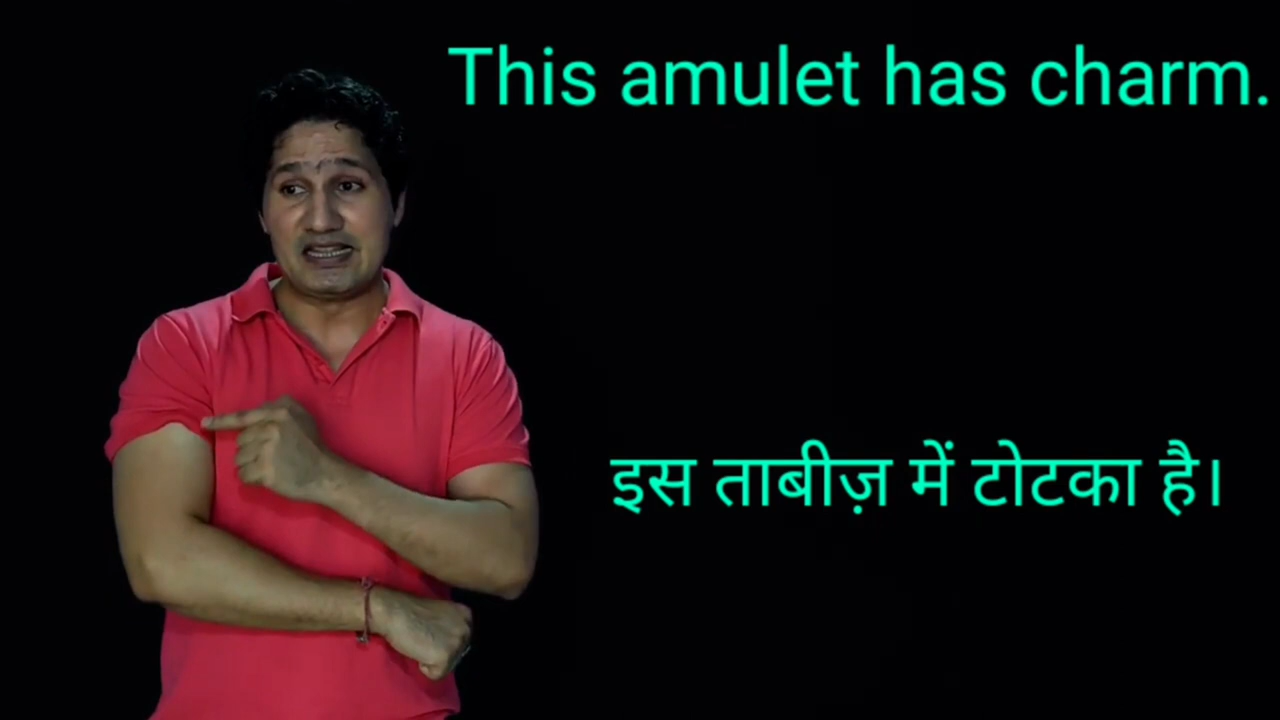 This amulet has charm.
इस ताबीज़ में टोटका है।